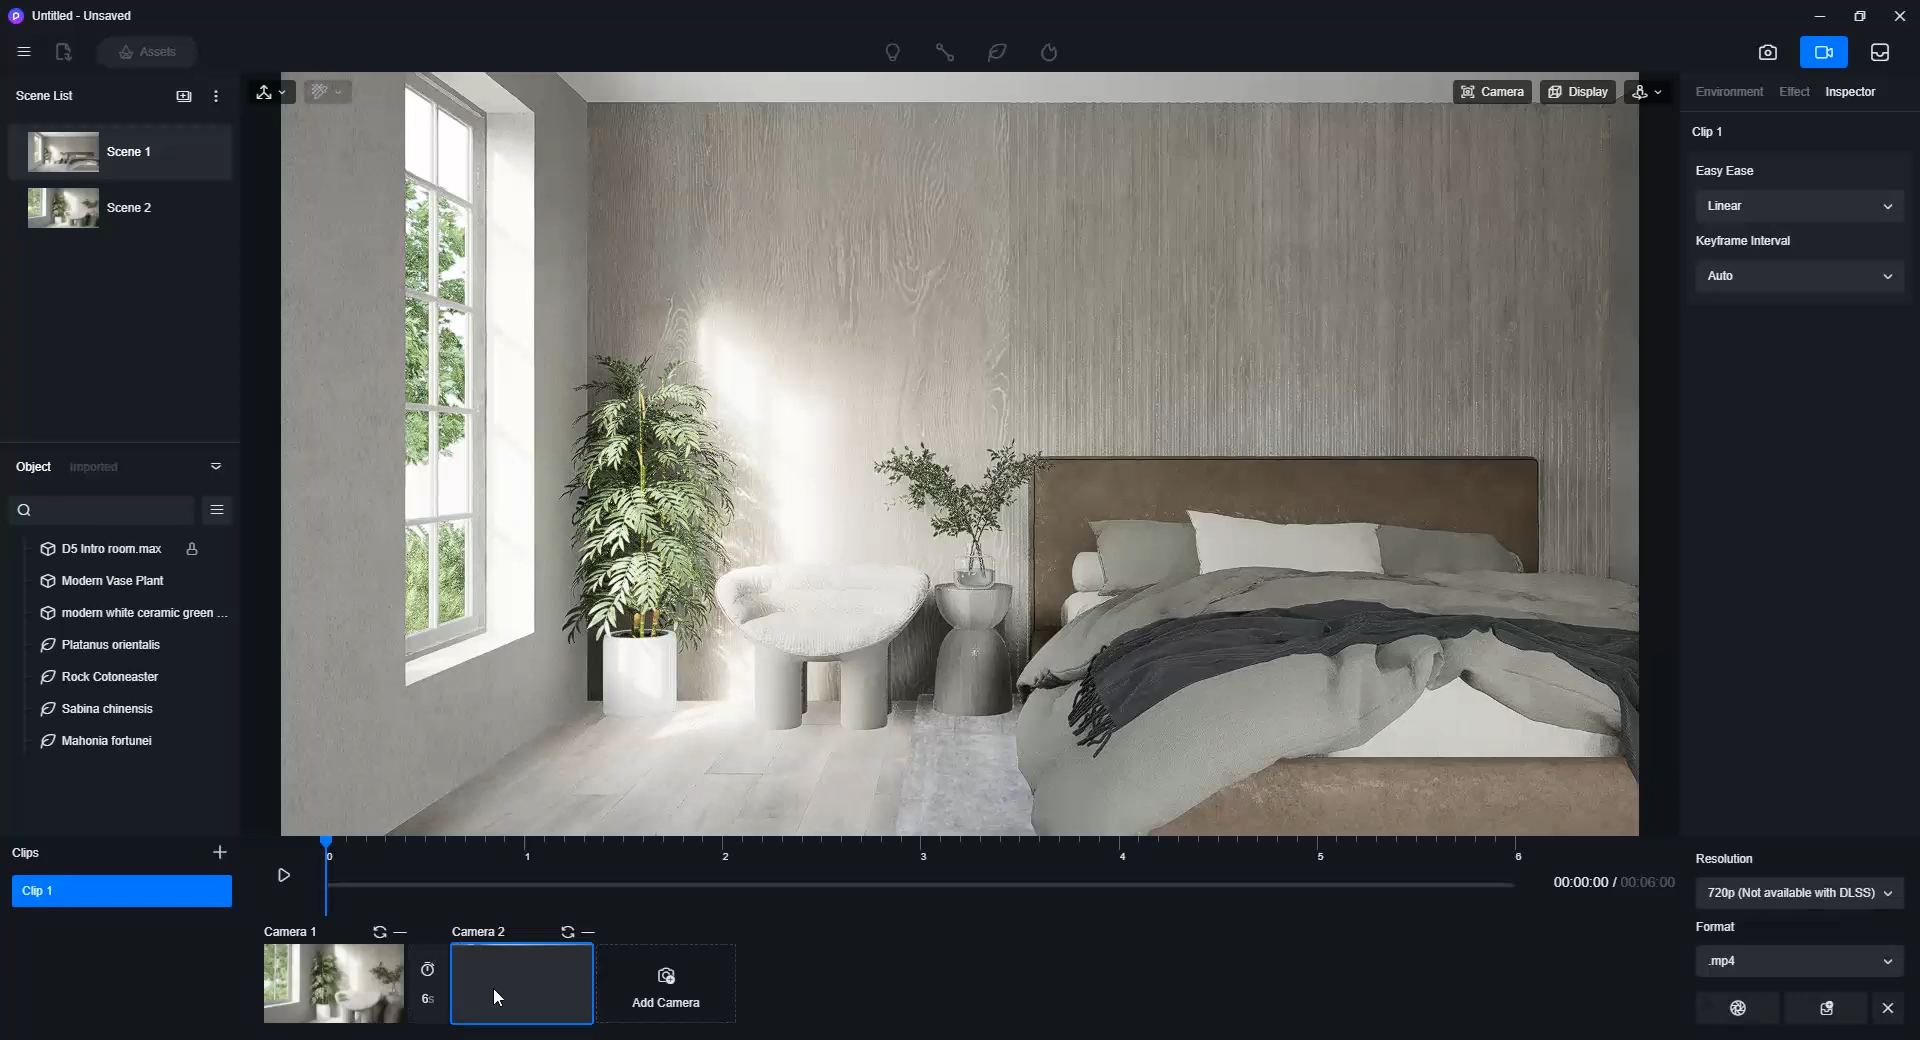 Untitled - Unsaved
Assets
Scene List
Scene 1
Scene 2
Camera
Display
Environment Effect Inspector
Clip 1
Easy Ease
Linear
Keyframe Interval
Auto
Object Imported
D5 Intro room.max
Modern Vase Plant
modern white ceramic green ...
Platanus orientalis
Rock Cotoneaster
Sabina chinensis
Mahonia fortunei
Clips
Clip 1
0 1 2 3 4 5 6
00:00:00 / 00:06:00
Camera 1
6s
Camera 2
Add Camera
Resolution
720p (Not available with DLSS)
Format
.mp4